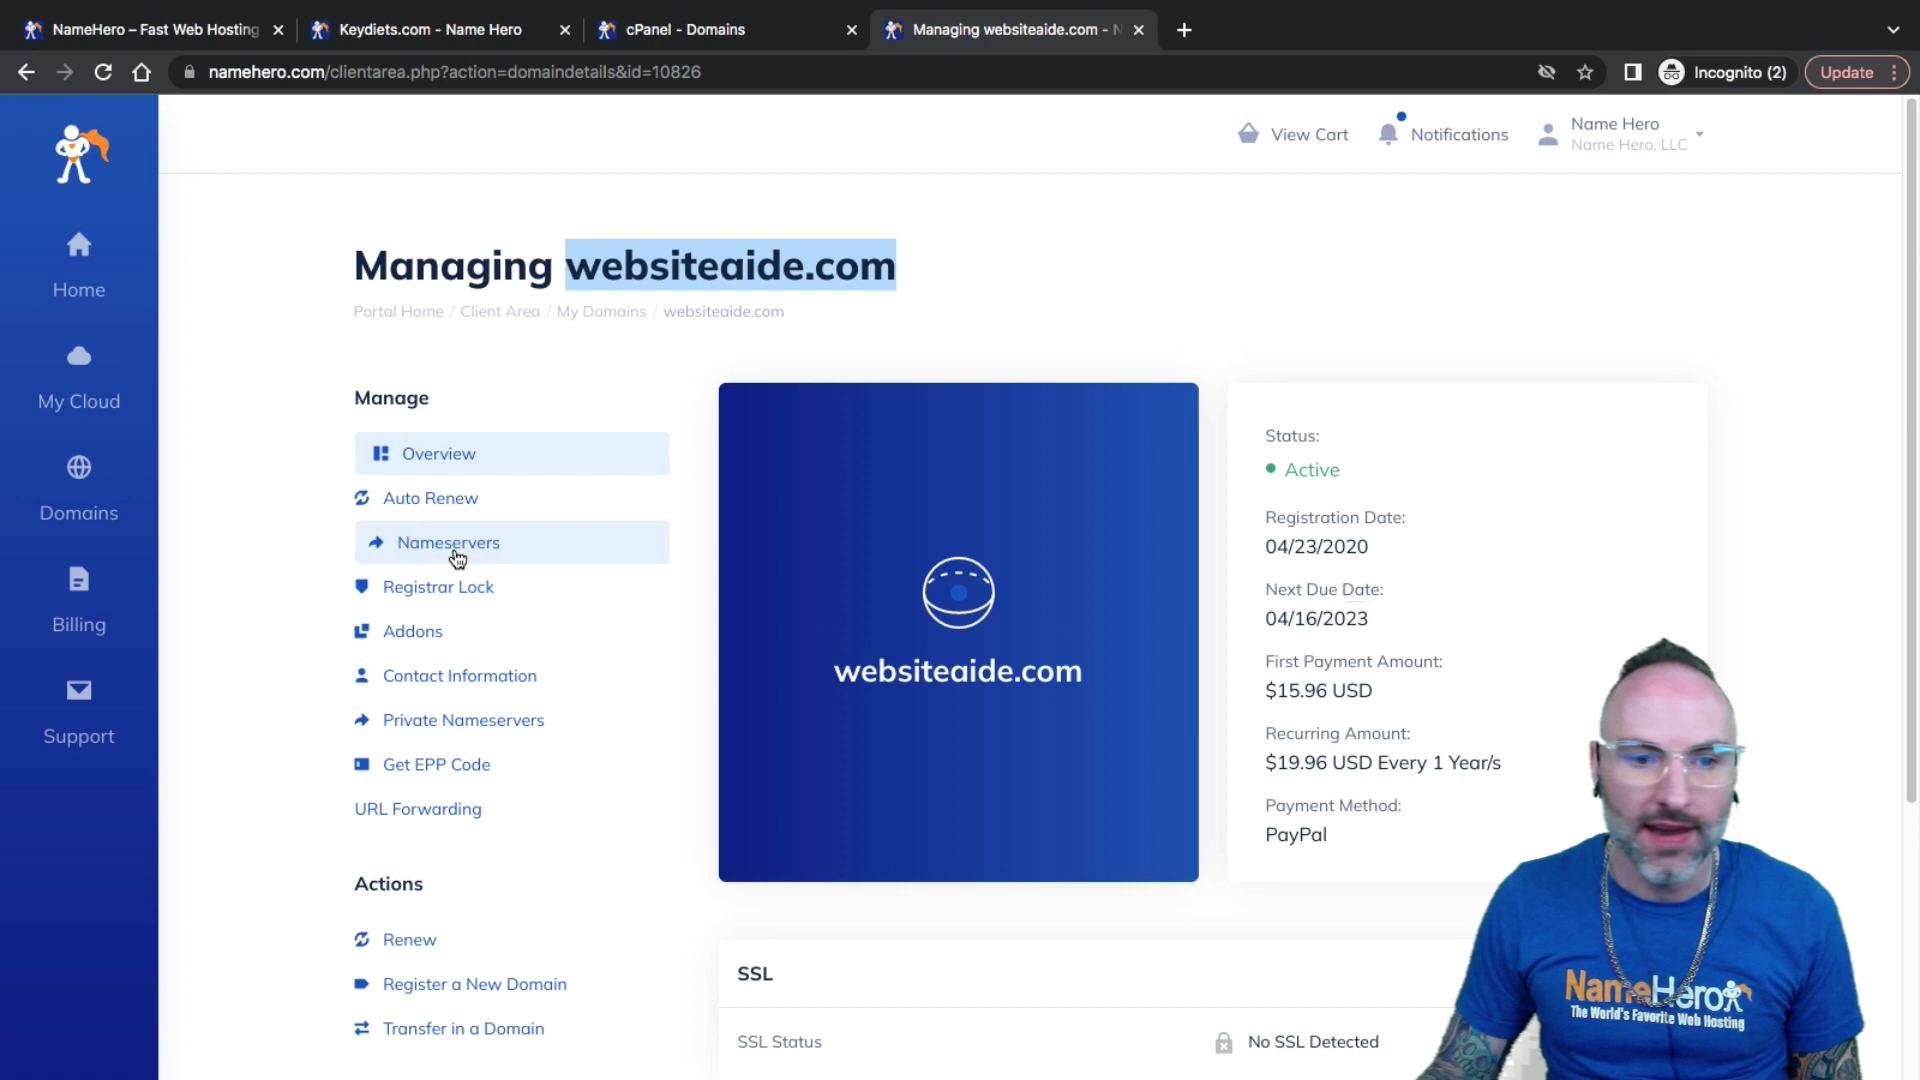 NameHero – Fast Web Hosting
Keydiets.com - Name Hero
cPanel - Domains
Managing websiteaide.com - N
namehero.com/clientarea.php?action=domaindetails&id=10826
Incognito (2)
Update
View Cart
Notifications
Name Hero
Name Hero, LLC
Home
My Cloud
Domains
Billing
Support
Managing websiteaide.com
Portal Home / Client Area / My Domains / websiteaide.com
Manage
Overview
Auto Renew
Nameservers
Registrar Lock
Addons
Contact Information
Private Nameservers
Get EPP Code
URL Forwarding
Actions
Renew
Register a New Domain
Transfer in a Domain
websiteaide.com
Status:
Active
Registration Date:
04/23/2020
Next Due Date:
04/16/2023
First Payment Amount:
$15.96 USD
Recurring Amount:
$19.96 USD Every 1 Year/s
Payment Method:
PayPal
SSL
SSL Status
No SSL Detected
NameHero
The World's Favorite Web Hosting